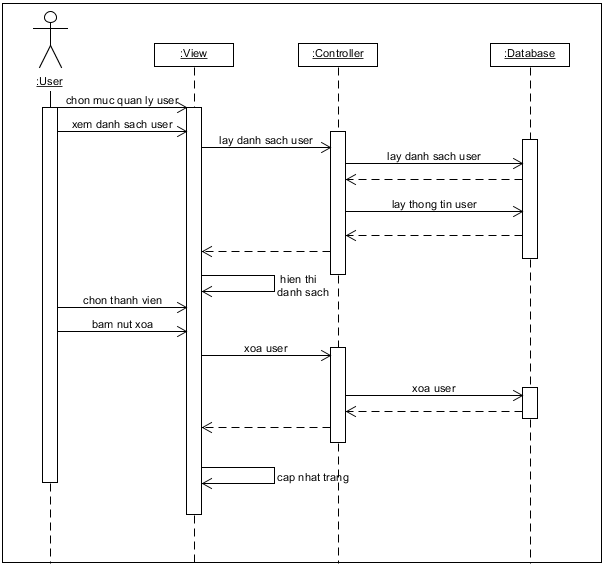 :User
:View
:Controller
:Database
chon muc quan ly user
xem danh sach user
lay danh sach user
lay danh sach user
lay thong tin user
hien thi
danh sach
chon thanh vien
bam nut xoa
xoa user
xoa user
cap nhat trang